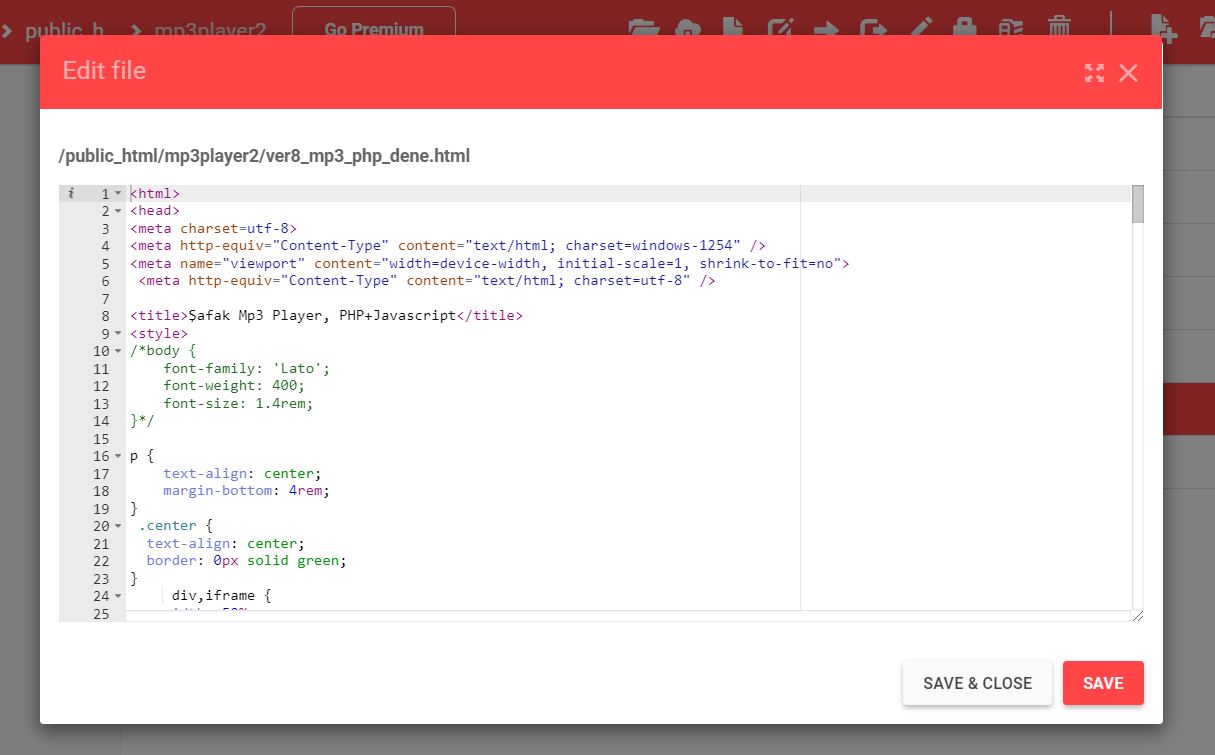 public_h
mp3player2
Go Premium
Edit file
/public_html/mp3player2/ver8_mp3_php_dene.html
i 1 <html>
2 <head>
3 <meta charset=utf-8>
4 <meta http-equiv="Content-Type" content="text/html; charset=windows-1254" />
5 <meta name="viewport" content="width=device-width, initial-scale=1, shrink-to-fit=no">
6 <meta http-equiv="Content-Type" content="text/html; charset=utf-8" />
7
8 <title>Şafak Mp3 Player, PHP+Javascript</title>
9 <style>
10 /*body {
11 font-family: 'Lato';
12 font-weight: 400;
13 font-size: 1.4rem;
14 }*/
15
16 p {
17 text-align: center;
18 margin-bottom: 4rem;
19 }
20 .center {
21 text-align: center;
22 border: 0px solid green;
23 }
24 div,iframe {
25
SAVE & CLOSE
SAVE